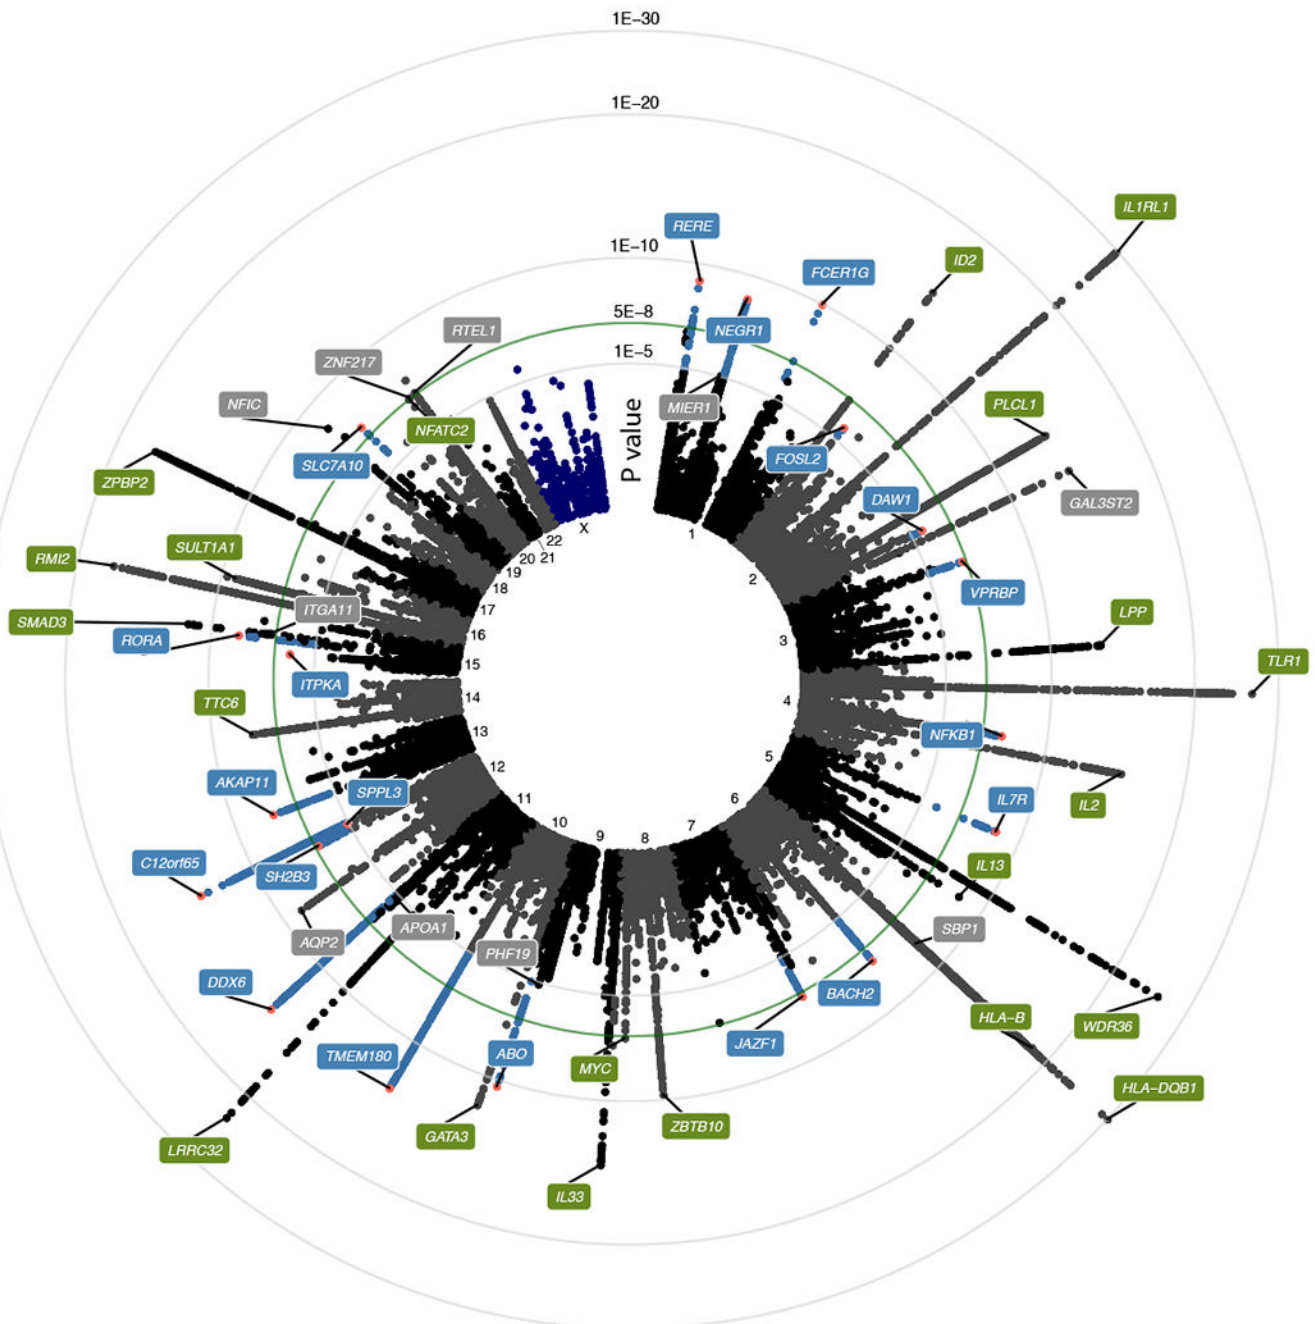 1E−30
1E−20
IL1RL1
RERE
1E−10
ID2
FCER1G
5E−8
RTEL1
NEGR1
1E−5
ZNF217
NFIC
MIER1
PLCL1
NFATC2
P value
SLC7A10
FOSL2
ZPBP2
DAW1
GAL3ST2
X
1
22
21
20
19
18
17
16
15
14
13
12
11
10
9
8
7
6
5
4
3
2
SULT1A1
RMI2
VPRBP
ITGA11
LPP
SMAD3
RORA
TLR1
ITPKA
TTC6
NFKB1
AKAP11
SPPL3
IL7R
IL2
C12orf65
SH2B3
IL13
APOA1
SBP1
AQP2
PHF19
DDX6
BACH2
HLA−B
WDR36
JAZF1
TMEM180
ABO
MYC
HLA−DQB1
GATA3
ZBTB10
LRRC32
IL33